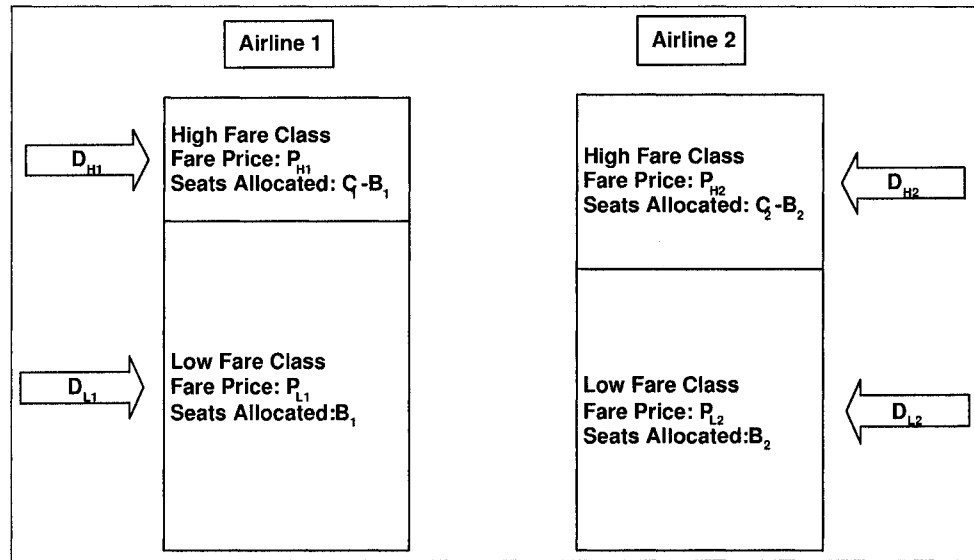 Airline 1
Airline 2
High Fare Class
Fare Price: P_H1
Seats Allocated: C_1-B_1
D_H1
High Fare Class
Fare Price: P_H2
Seats Allocated: C_2-B_2
D_H2
Low Fare Class
Fare Price: P_L1
Seats Allocated:B_1
D_L1
Low Fare Class
Fare Price: P_L2
Seats Allocated:B_2
D_L2